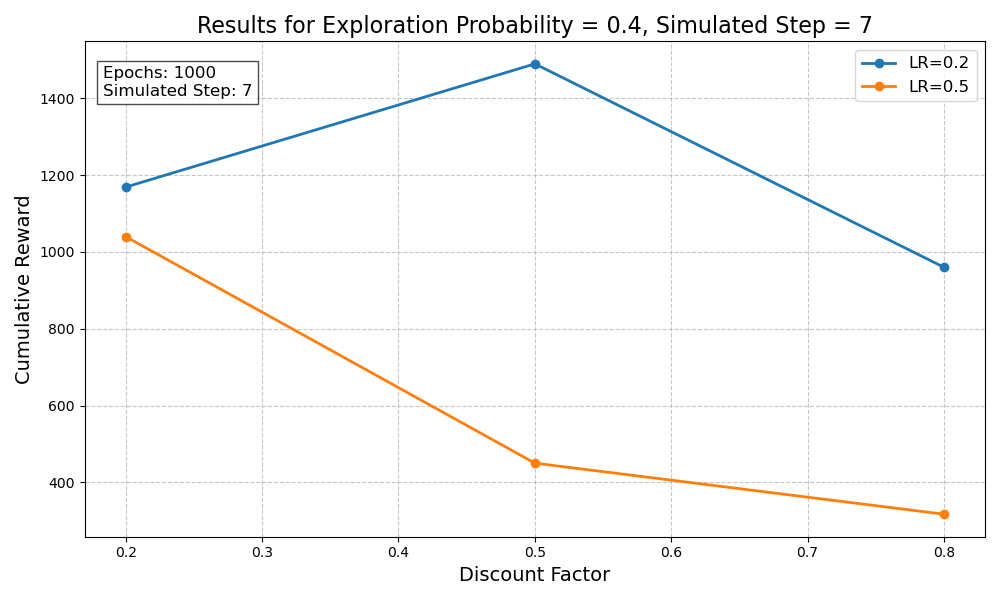 Results for Exploration Probability = 0.4, Simulated Step = 7
Epochs: 1000
Simulated Step: 7
LR=0.2
LR=0.5
Cumulative Reward
1400
1200
1000
800
600
400
0.2 0.3 0.4 0.5 0.6 0.7 0.8
Discount Factor